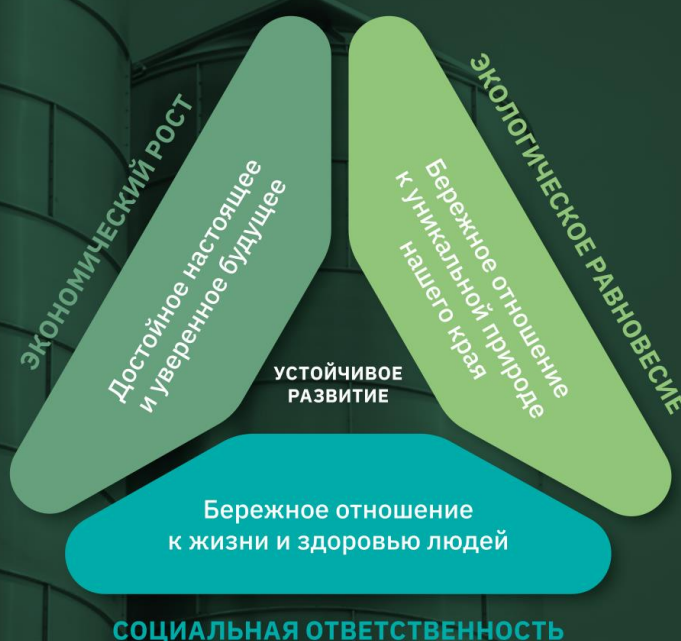 ЭКОНОМИЧЕСКИЙ РОСТ
Достойное настоящее
и уверенное будущее
ЭКОЛОГИЧЕСКОЕ РАВНОВЕСИЕ
Бережное отношение
к уникальной природе
нашего края
УСТОЙЧИВОЕ
РАЗВИТИЕ
Бережное отношение
к жизни и здоровью людей
СОЦИАЛЬНАЯ ОТВЕТСТВЕННОСТЬ